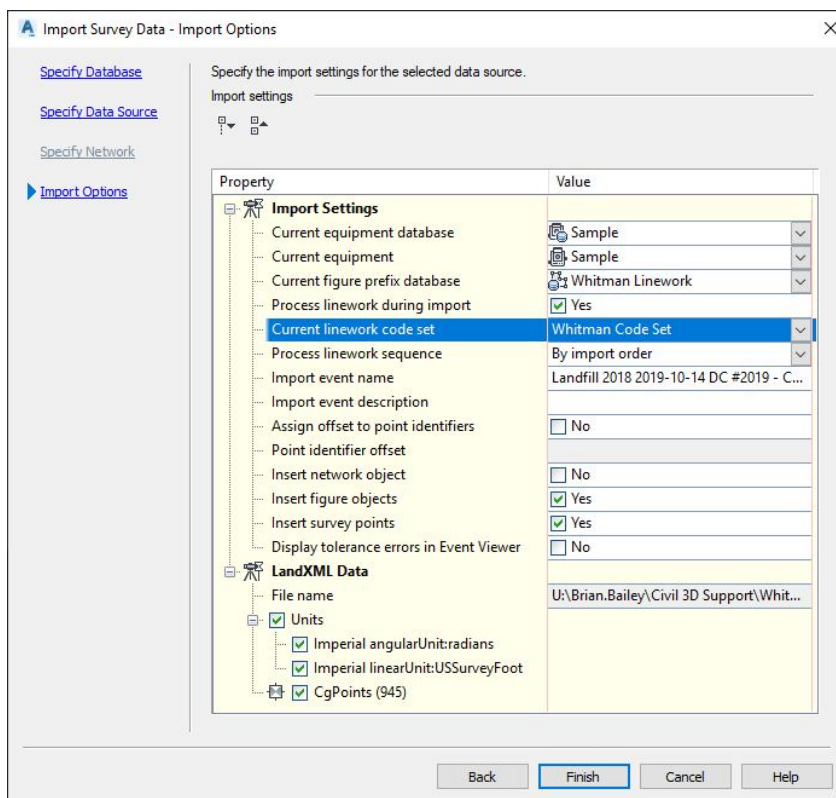 Import Survey Data - Import Options
Specify Database
Specify Data Source
Specify Network
Import Options
Specify the import settings for the selected data source.
Import settings
Property Value
Import Settings
Current equipment database Sample
Current equipment Sample
Current figure prefix database Whitman Linework
Process linework during import Yes
Current linework code set Whitman Code Set
Process linework sequence By import order
Import event name Landfill 2018 2019-10-14 DC #2019 - C...
Import event description
Assign offset to point identifiers No
Point identifier offset
Insert network object No
Insert figure objects Yes
Insert survey points Yes
Display tolerance errors in Event Viewer No
LandXML Data
File name U:\Brian.Bailey\Civil 3D Support\Whit...
Units
Imperial angularUnit:radians
Imperial linearUnit:USSurveyFoot
CgPoints (945)
Back Finish Cancel Help